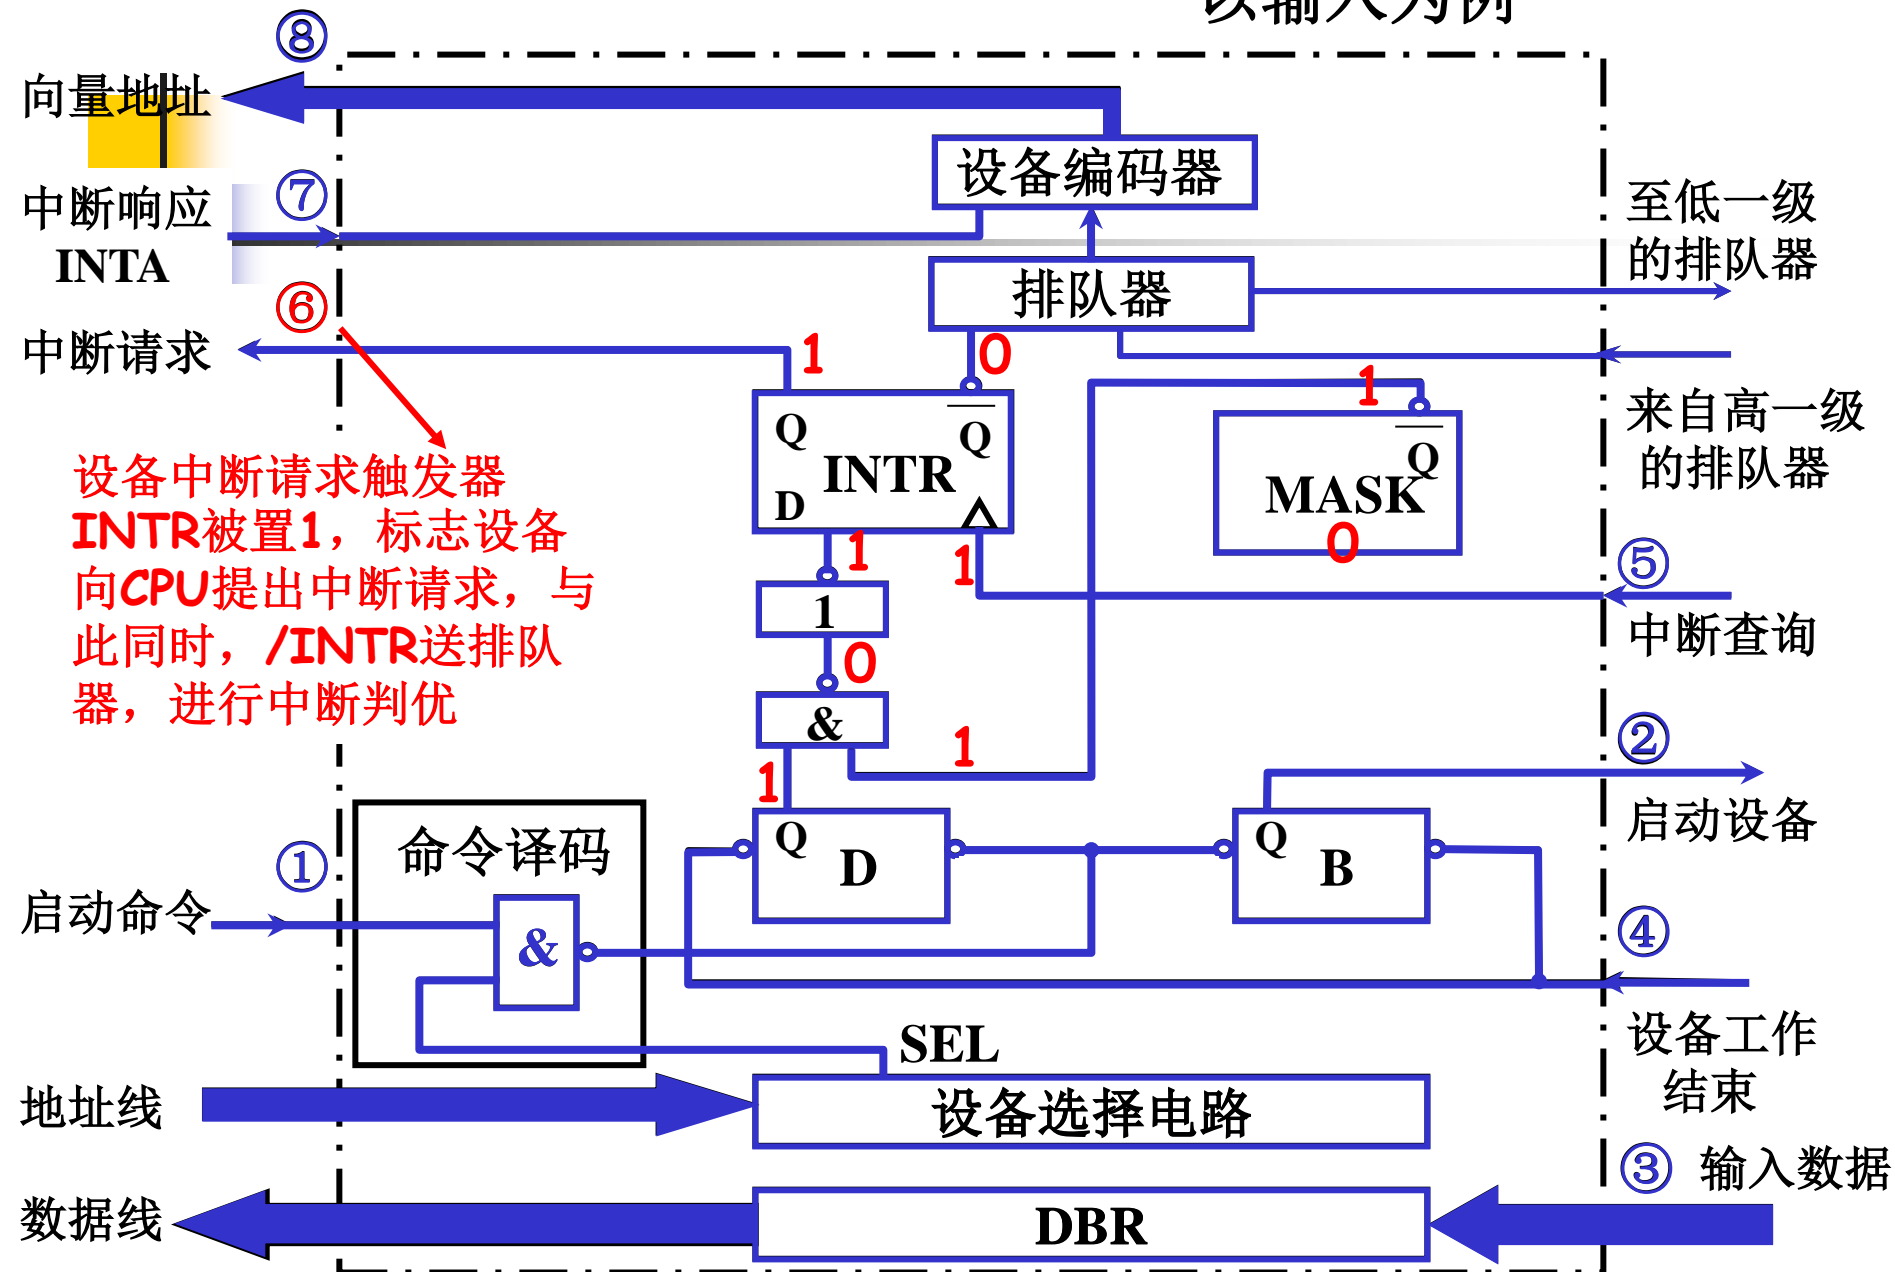 以输入为例
⑧
向量地址
设备编码器
⑦
中断响应
INTA
至低一级
的排队器
排队器
⑥
中断请求
1
0
1
来自高一级
的排队器
Q
Q
INTR
D
Q
MASK
0
设备中断请求触发器
INTR被置1，标志设备
向CPU提出中断请求，与
此同时，/INTR送排队
器，进行中断判优
1
1
⑤
中断查询
1
0
&
1
1
②
启动设备
命令译码
Q
D
Q
B
①
启动命令
&
④
设备工作
结束
SEL
地址线
设备选择电路
③ 输入数据
数据线
DBR